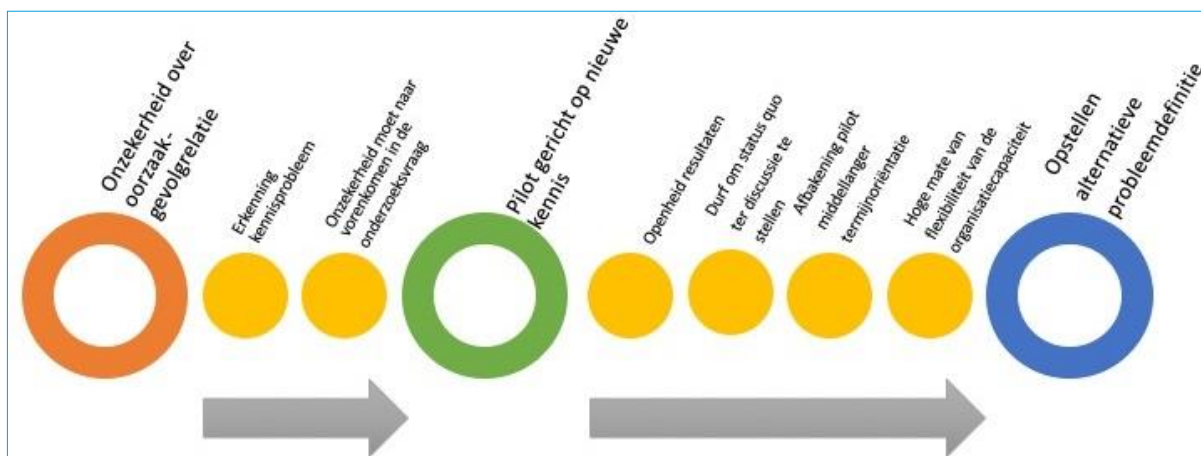 Onzekerheid over
oorzaak-
gevolgrelatie
Erkenning
kennisprobleem
Onzekerheid moet naar
vorenkomen in de
onderzoeksvraag
Pilot gericht op nieuwe
kennis
Openheid resultaten
Durf om status quo
ter discussie te
stellen
Afbakening pilot
middellanger
termijnoriëntatie
Hoge mate van
flexibiliteit van de
organisatiecapaciteit
Opstellen
alternatieve
probleemdefinitie